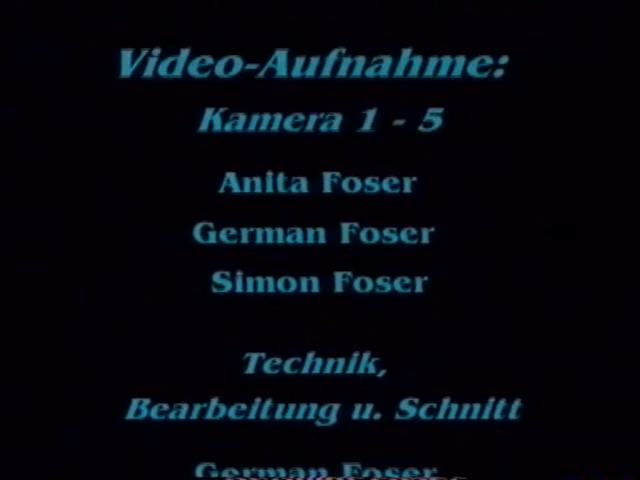 Video-Aufnahme:
Kamera 1 - 5
Anita Foser
German Foser
Simon Foser
Technik,
Bearbeitung u. Schnitt
German Foser